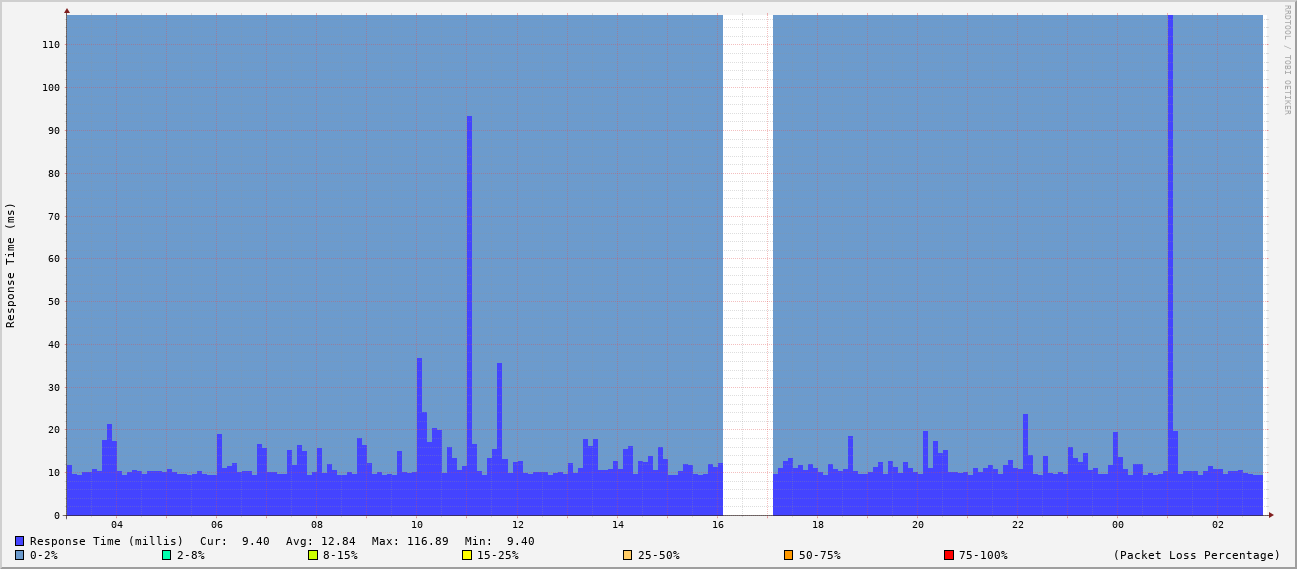 RRDTOOL / TOBI OETIKER
Response Time (ms)
110
100
90
80
70
60
50
40
30
20
10
0
04 06 08 10 12 14 16 18 20 22 00 02
Response Time (millis) Cur: 9.40 Avg: 12.84 Max: 116.89 Min: 9.40
0-2% 2-8% 8-15% 15-25% 25-50% 50-75% 75-100% (Packet Loss Percentage)